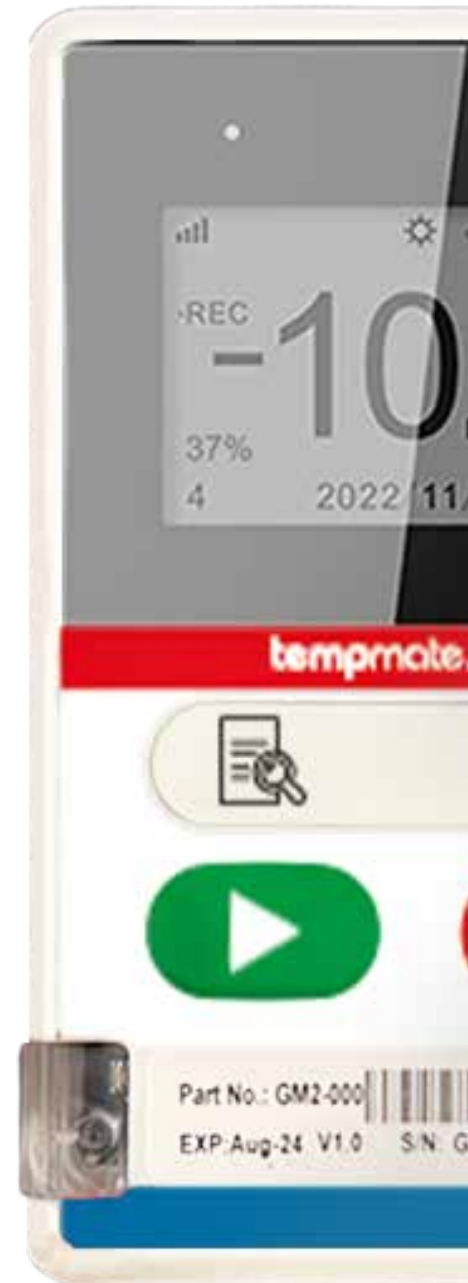 ·REC
-10.
37%
4 2022/11/
tempmate.
Part No.: GM2-000
EXP:Aug-24 V1.0 S/N: G